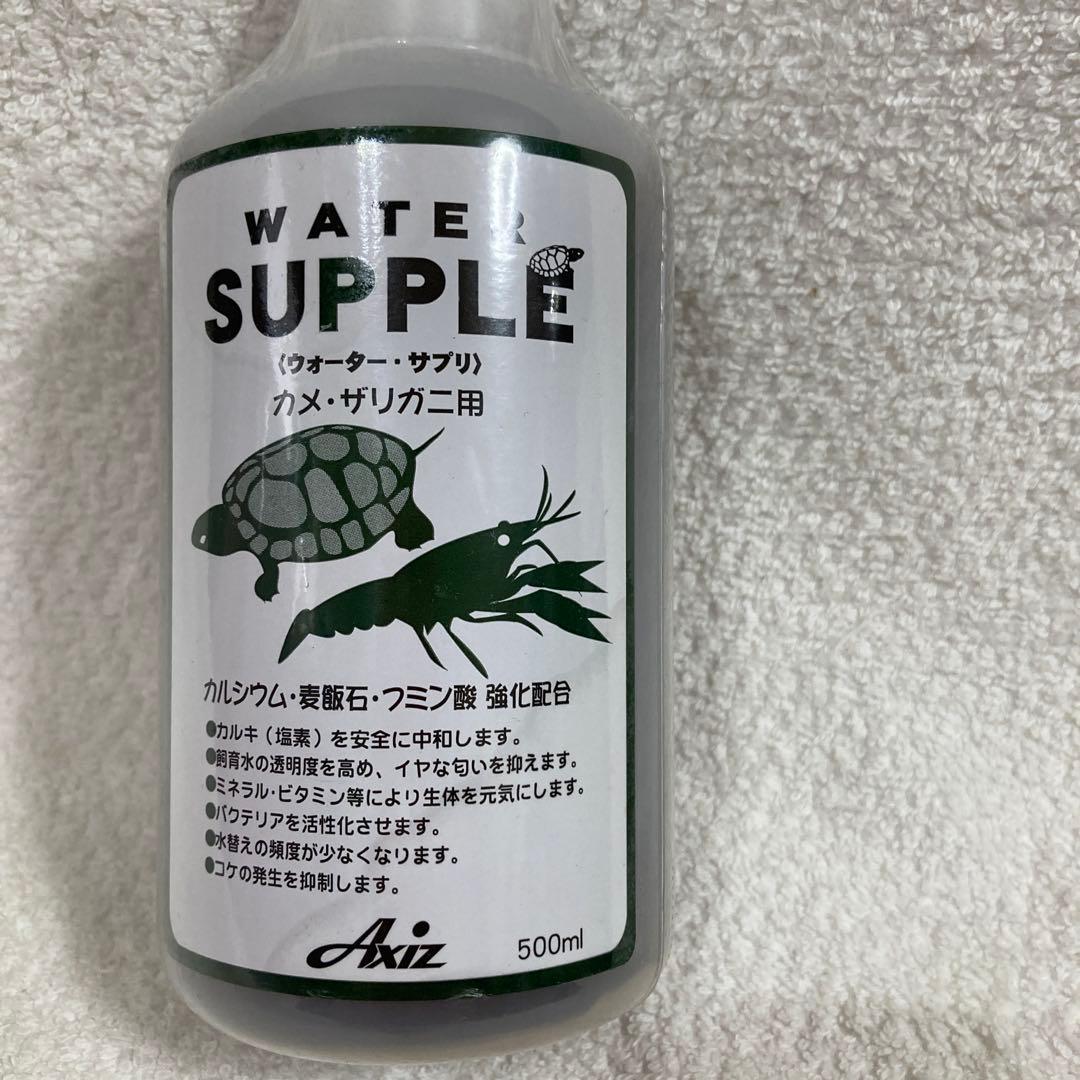 WATER
SUPPLE
〈ウォーター・サプリ〉
カメ・ザリガニ用
カルシウム・麦飯石・フミン酸 強化配合
●カルキ（塩素）を安全に中和します。
●飼育水の透明度を高め、イヤな匂いを抑えます。
●ミネラル・ビタミン等により生体を元気にします。
●バクテリアを活性化させます。
●水替えの頻度が少なくなります。
●コケの発生を抑制します。
Axiz
500ml